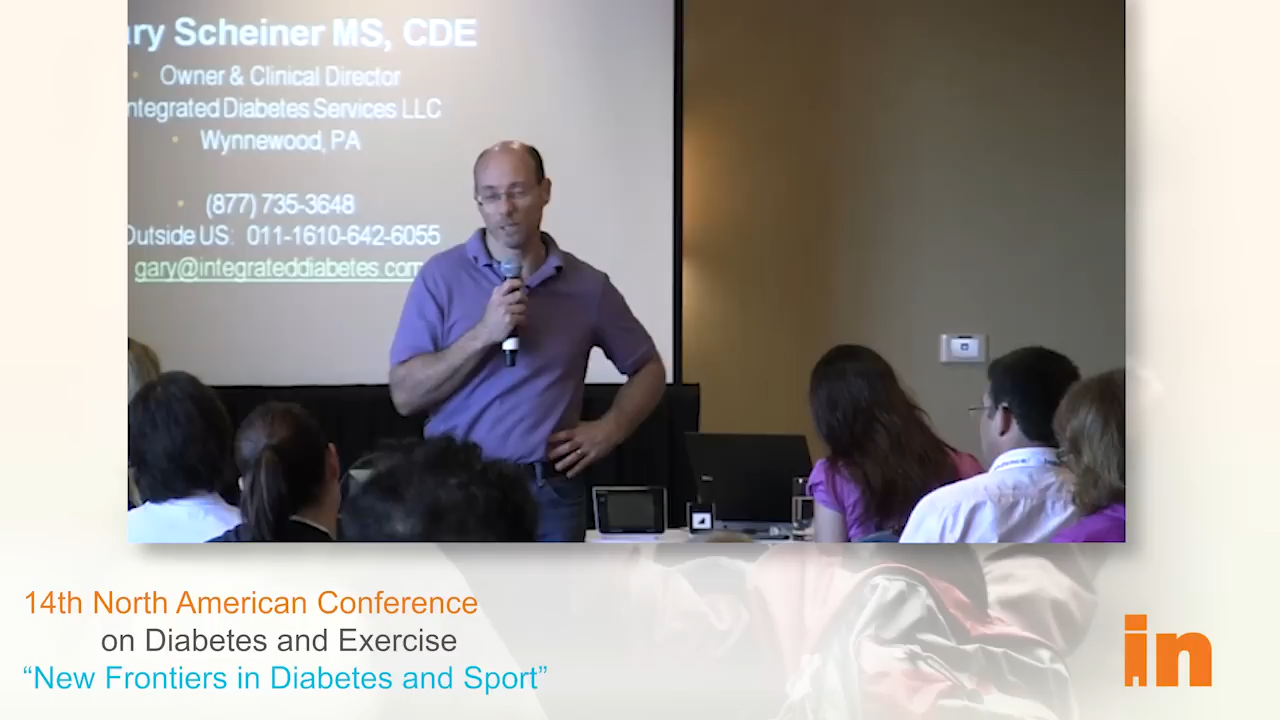 ary Scheiner MS, CDE
Owner & Clinical Director
ntegrated Diabetes Services LLC
Wynnewood, PA
(877) 735-3648
Outside US: 011-1610-642-6055
gary@integrateddiabetes.com
14th North American Conference
on Diabetes and Exercise
“New Frontiers in Diabetes and Sport”
in